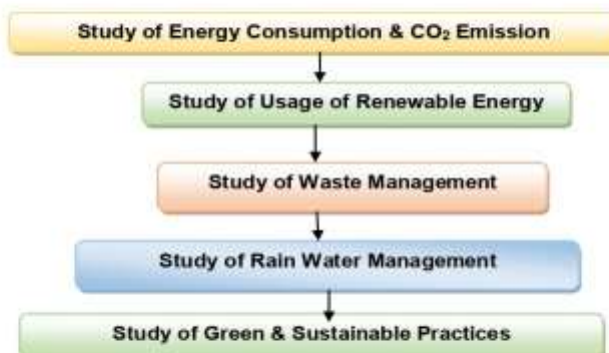 Study of Energy Consumption & CO₂ Emission
Study of Usage of Renewable Energy
Study of Waste Management
Study of Rain Water Management
Study of Green & Sustainable Practices